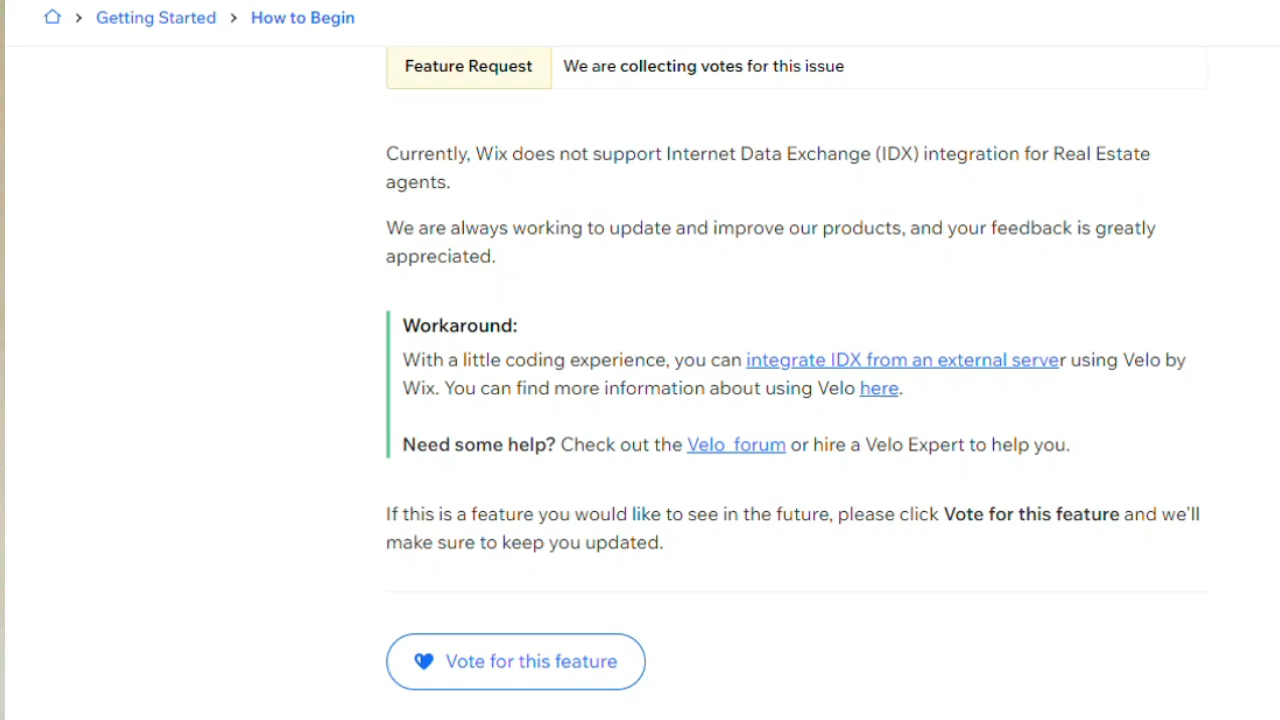 Getting Started > How to Begin
Feature Request We are collecting votes for this issue
Currently, Wix does not support Internet Data Exchange (IDX) integration for Real Estate
agents.
We are always working to update and improve our products, and your feedback is greatly
appreciated.
Workaround:
With a little coding experience, you can integrate IDX from an external server using Velo by
Wix. You can find more information about using Velo here.
Need some help? Check out the Velo forum or hire a Velo Expert to help you.
If this is a feature you would like to see in the future, please click Vote for this feature and we'll
make sure to keep you updated.
Vote for this feature